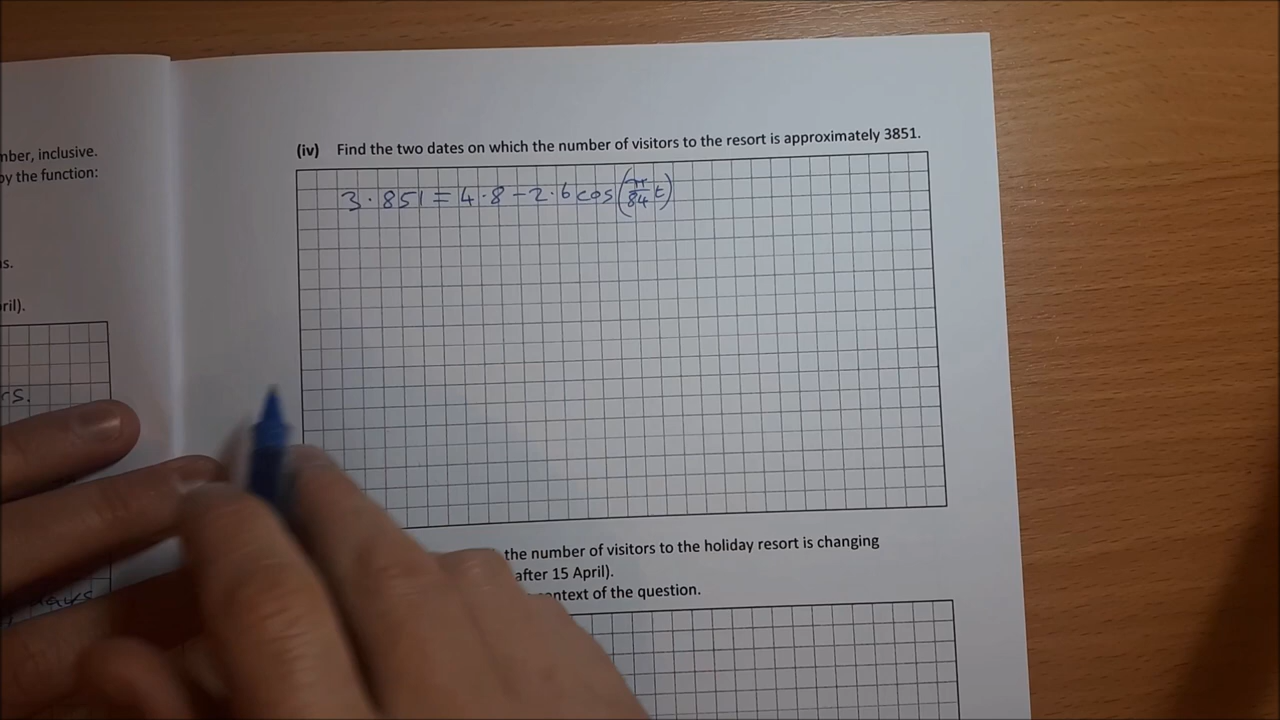 mber, inclusive.
by the function:
s.
ril).
rs.
(iv) Find the two dates on which the number of visitors to the resort is approximately 3851.
3.851 = 4.8 - 2.6 cos(π/84 t)
the number of visitors to the holiday resort is changing
after 15 April).
context of the question.